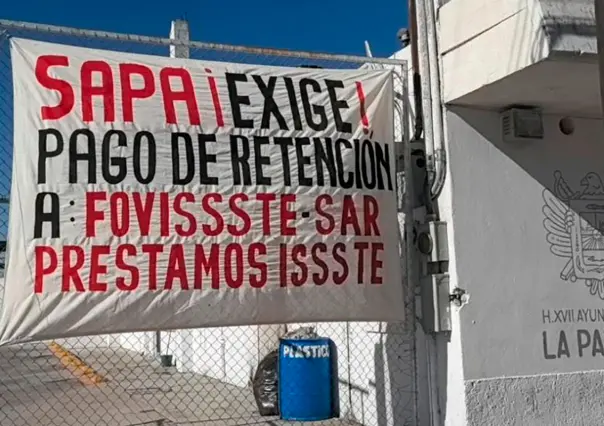 SAPA ¡EXIGE!
PAGO DE RETENCIÓN
A: FOVISSSTE-SAR
PRESTAMOS ISSSTE
PLASTICO
H.XVII AYUN
LA PA